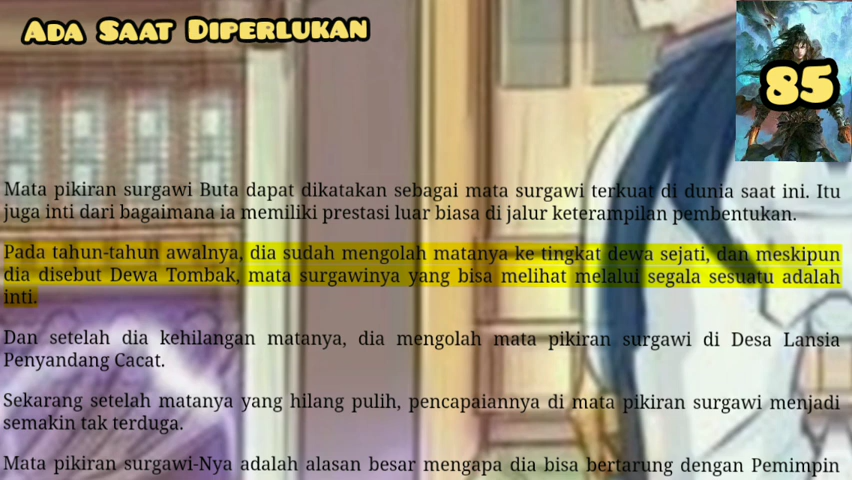 Ada Saat Diperlukan
85
Mata pikiran surgawi Buta dapat dikatakan sebagai mata surgawi terkuat di dunia saat ini. Itu
juga inti dari bagaimana ia memiliki prestasi luar biasa di jalur keterampilan pembentukan.
Pada tahun-tahun awalnya, dia sudah mengolah matanya ke tingkat dewa sejati, dan meskipun
dia disebut Dewa Tombak, mata surgawinya yang bisa melihat melalui segala sesuatu adalah
inti.
Dan setelah dia kehilangan matanya, dia mengolah mata pikiran surgawi di Desa Lansia
Penyandang Cacat.
Sekarang setelah matanya yang hilang pulih, pencapaiannya di mata pikiran surgawi menjadi
semakin tak terduga.
Mata pikiran surgawi-Nya adalah alasan besar mengapa dia bisa bertarung dengan Pemimpin